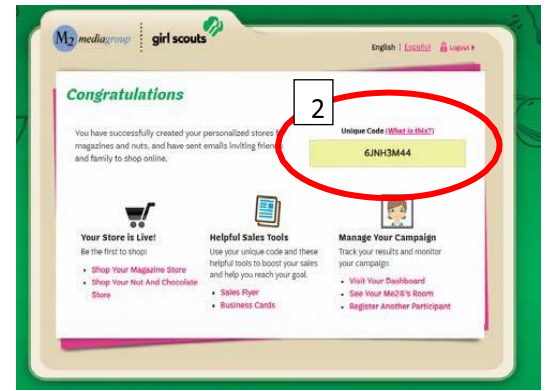 M2 mediagroup girl scouts
English | Español Logout
Congratulations
2
You have successfully created your personalized stores
magazines and nuts, and have sent emails inviting friends
and family to shop online.
Unique Code (What is this?)
6JNH3M44
Your Store is Live!
Be the first to shop!
• Shop Your Magazine Store
• Shop Your Nut And Chocolate
Store
Helpful Sales Tools
Use your unique code and these
helpful tools to boost your sales
and help you reach your goal.
• Sales Flyer
• Business Cards
Manage Your Campaign
Track your results and monitor
your campaign
• Visit Your Dashboard
• See Your Me2®'s Room
• Register Another Participant